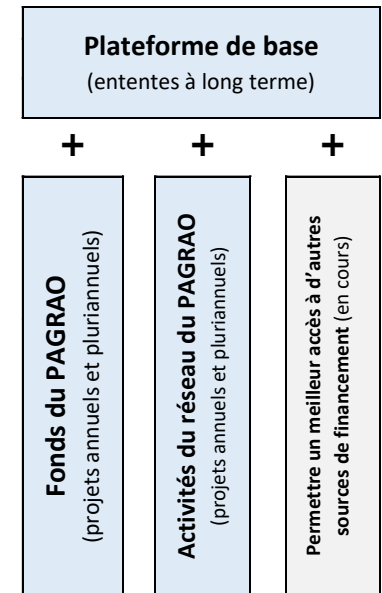 Plateforme de base
(ententes à long terme)
+ + +
Fonds du PAGRAO
(projets annuels et pluriannuels)
Activités du réseau du PAGRAO
(projets annuels et pluriannuels)
Permettre un meilleur accès à d’autres
sources de financement (en cours)